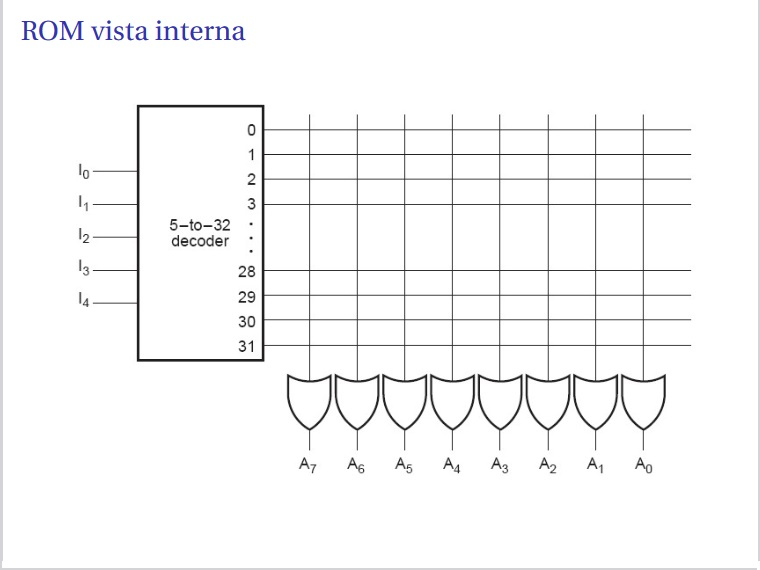 ROM vista interna
0
1
I0
2
I1
3
5–to–32
I2
decoder
I3
28
29
I4
30
31
A7 A6 A5 A4 A3 A2 A1 A0